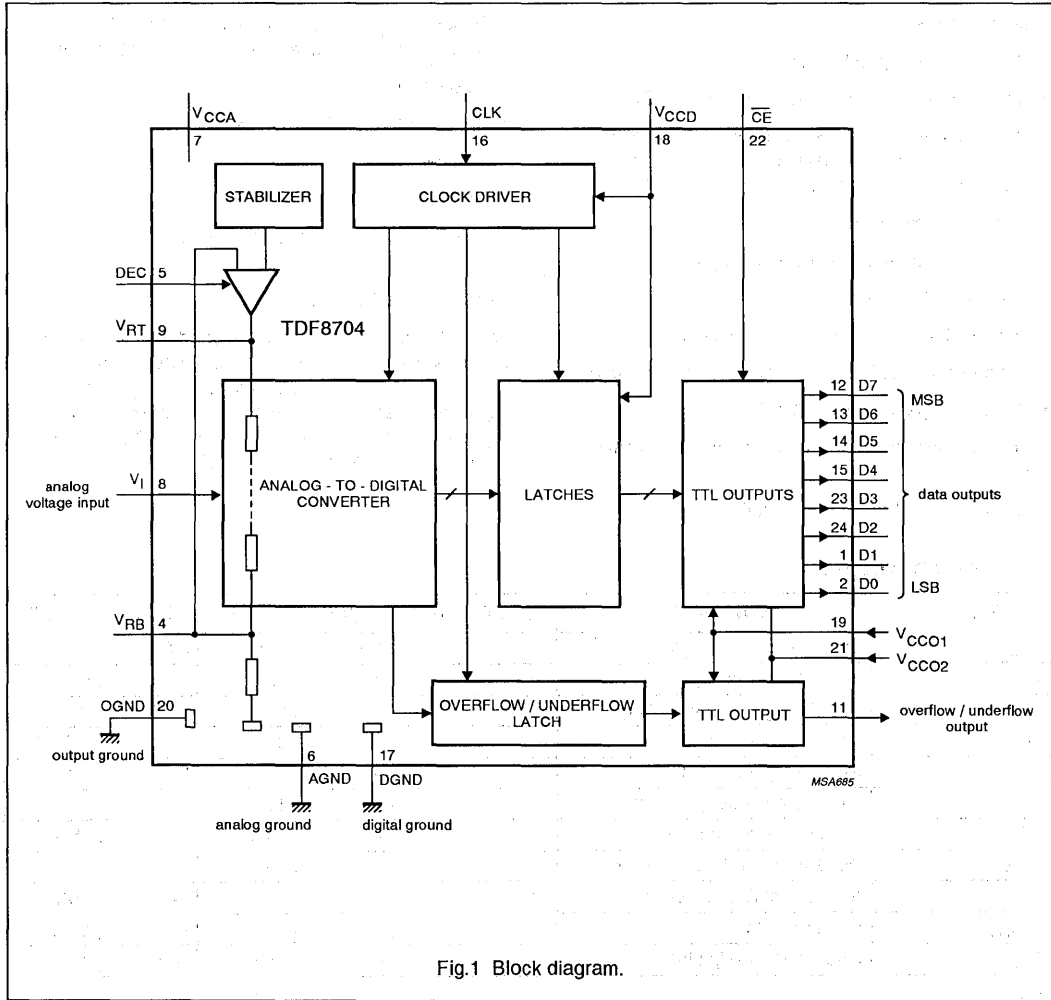 VCCA
7
CLK
16
VCCD
18
CE
22
STABILIZER
CLOCK DRIVER
DEC 5
VRT 9
TDF8704
analog
voltage input
VI 8
ANALOG - TO - DIGITAL
CONVERTER
LATCHES
TTL OUTPUTS
12 D7 MSB
13 D6
14 D5
15 D4
23 D3
24 D2
1 D1
2 D0 LSB
data outputs
VRB 4
19 VCCO1
21 VCCO2
OGND 20
output ground
OVERFLOW / UNDERFLOW
LATCH
TTL OUTPUT
11
overflow / underflow
output
6
AGND
analog ground
17
DGND
digital ground
MSA685
Fig.1 Block diagram.